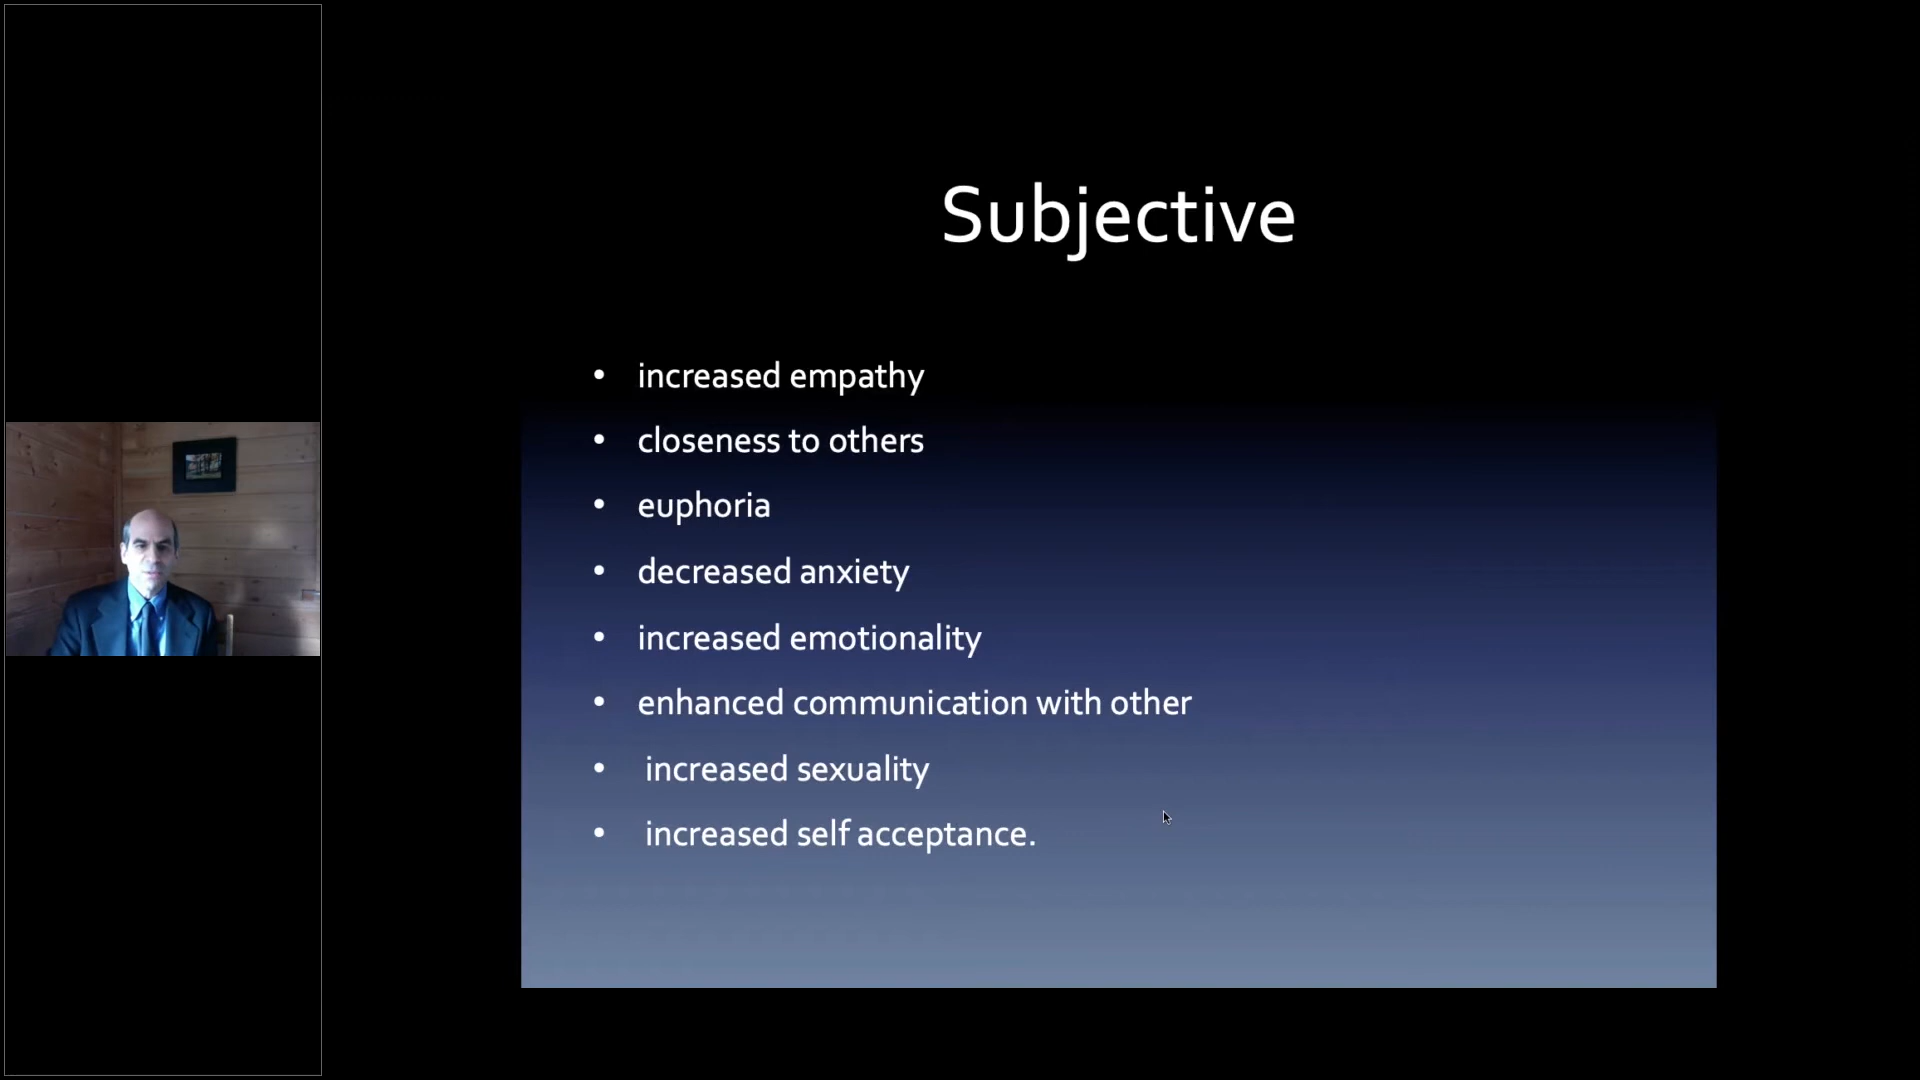 Subjective
• increased empathy
• closeness to others
• euphoria
• decreased anxiety
• increased emotionality
• enhanced communication with other
• increased sexuality
• increased self acceptance.